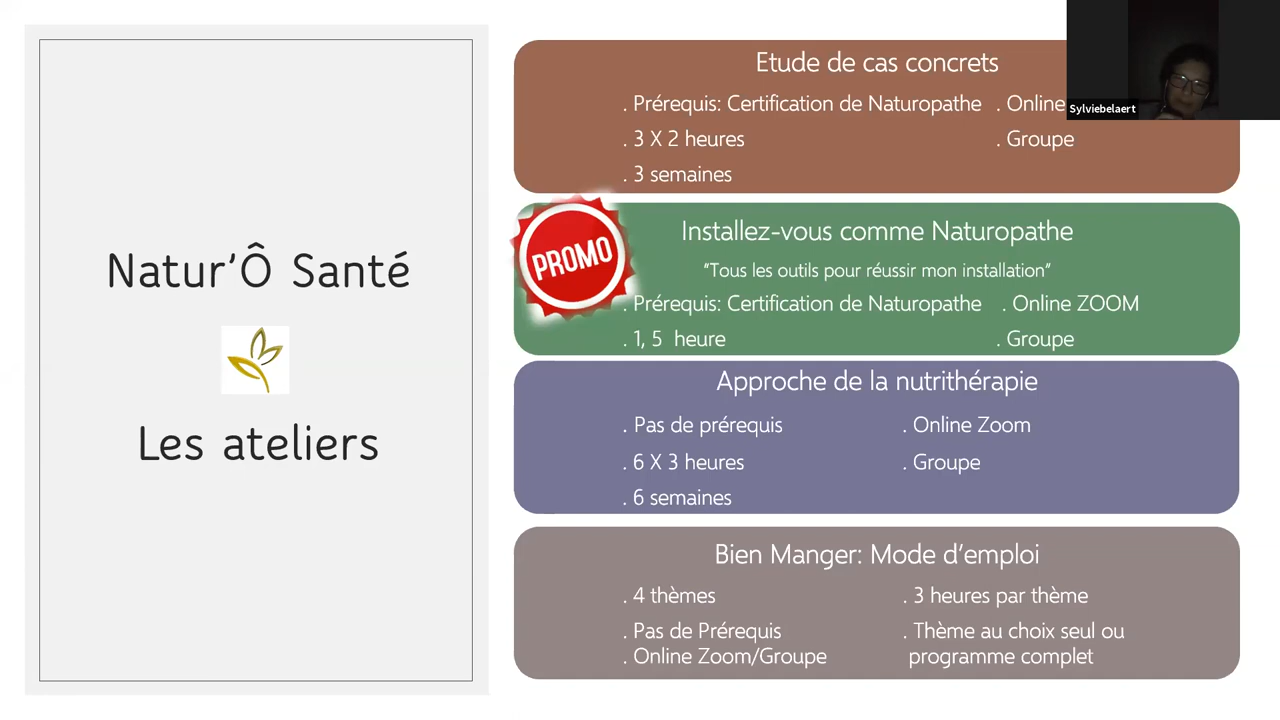 Natur'Ô Santé
Les ateliers
Etude de cas concrets
. Prérequis: Certification de Naturopathe . Online
. 3 X 2 heures . Groupe
. 3 semaines
Sylviebelaert
PROMO
Installez-vous comme Naturopathe
"Tous les outils pour réussir mon installation"
. Prérequis: Certification de Naturopathe . Online ZOOM
. 1, 5 heure . Groupe
Approche de la nutrithérapie
. Pas de prérequis . Online Zoom
. 6 X 3 heures . Groupe
. 6 semaines
Bien Manger: Mode d'emploi
. 4 thèmes . 3 heures par thème
. Pas de Prérequis . Thème au choix seul ou
. Online Zoom/Groupe programme complet